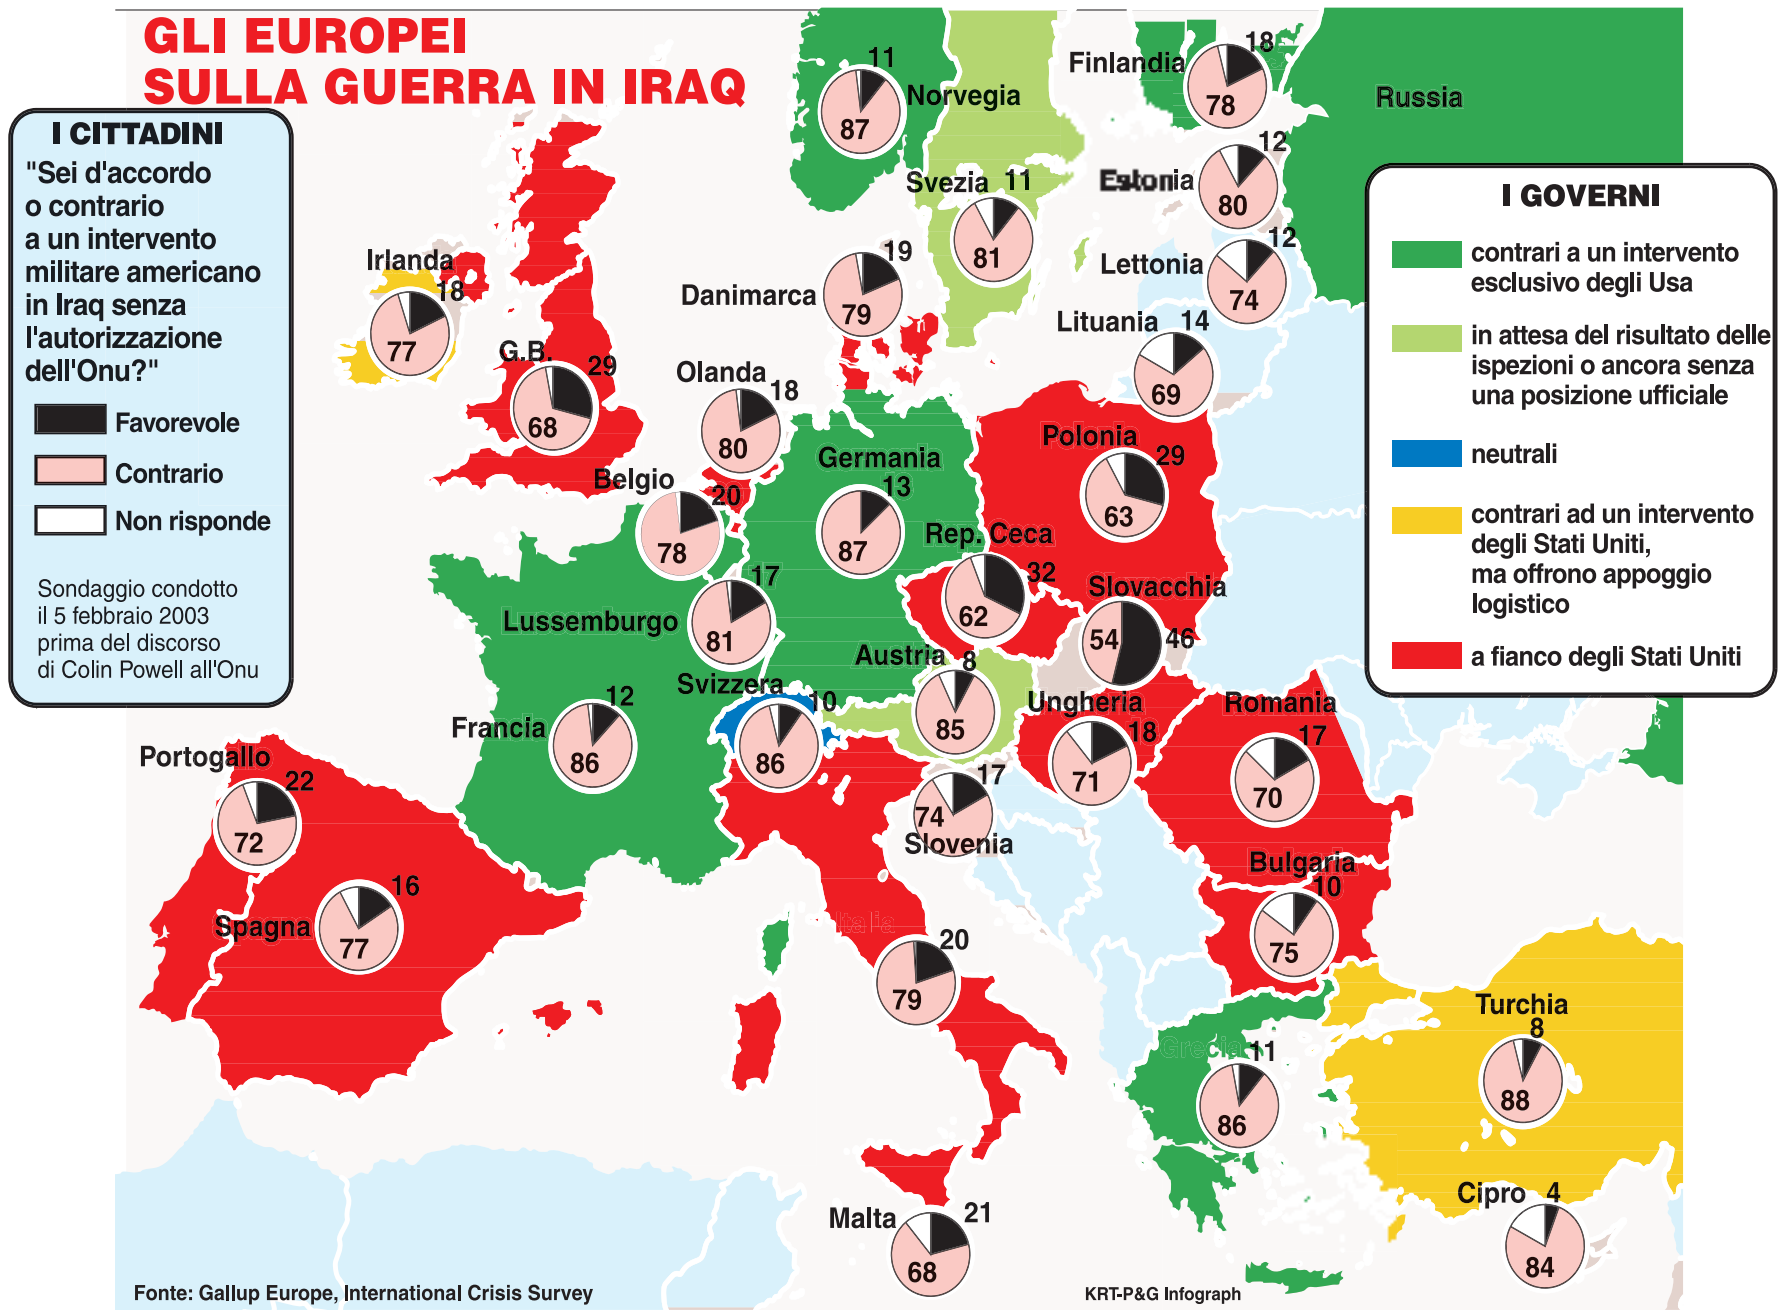 GLI EUROPEI
SULLA GUERRA IN IRAQ
I CITTADINI
"Sei d'accordo
o contrario
a un intervento
militare americano
in Iraq senza
l'autorizzazione
dell'Onu?"
Favorevole
Contrario
Non risponde
Sondaggio condotto
il 5 febbraio 2003
prima del discorso
di Colin Powell all'Onu
I GOVERNI
contrari a un intervento
esclusivo degli Usa
in attesa del risultato delle
ispezioni o ancora senza
una posizione ufficiale
neutrali
contrari ad un intervento
degli Stati Uniti,
ma offrono appoggio
logistico
a fianco degli Stati Uniti
Norvegia
11
87
Finlandia
18
78
Russia
Svezia
11
81
Estonia
12
80
Lettonia
12
74
Lituania
14
69
Irlanda
18
77
G.B.
29
68
Danimarca
19
79
Olanda
18
80
Belgio
20
78
Germania
13
87
Polonia
29
63
Rep. Ceca
32
62
Slovacchia
54
46
Lussemburgo
17
81
Austria
8
85
Svizzera
10
86
Francia
12
86
Ungheria
18
71
Romania
17
70
Portogallo
22
72
Spagna
16
77
Slovenia
17
74
Bulgaria
10
75
Italia
20
79
Grecia
11
86
Turchia
8
88
Malta
21
68
Cipro
4
84
Fonte: Gallup Europe, International Crisis Survey
KRT-P&G Infograph